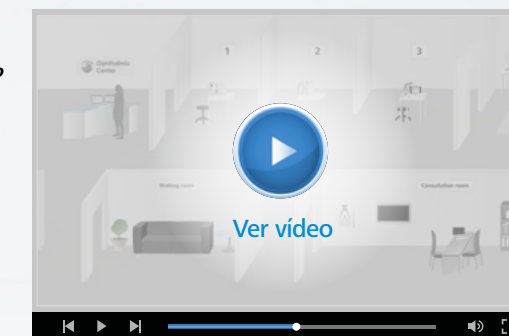 1
2
3
Ophthalmic
Center
Waiting room
Consultation room
Ver vídeo